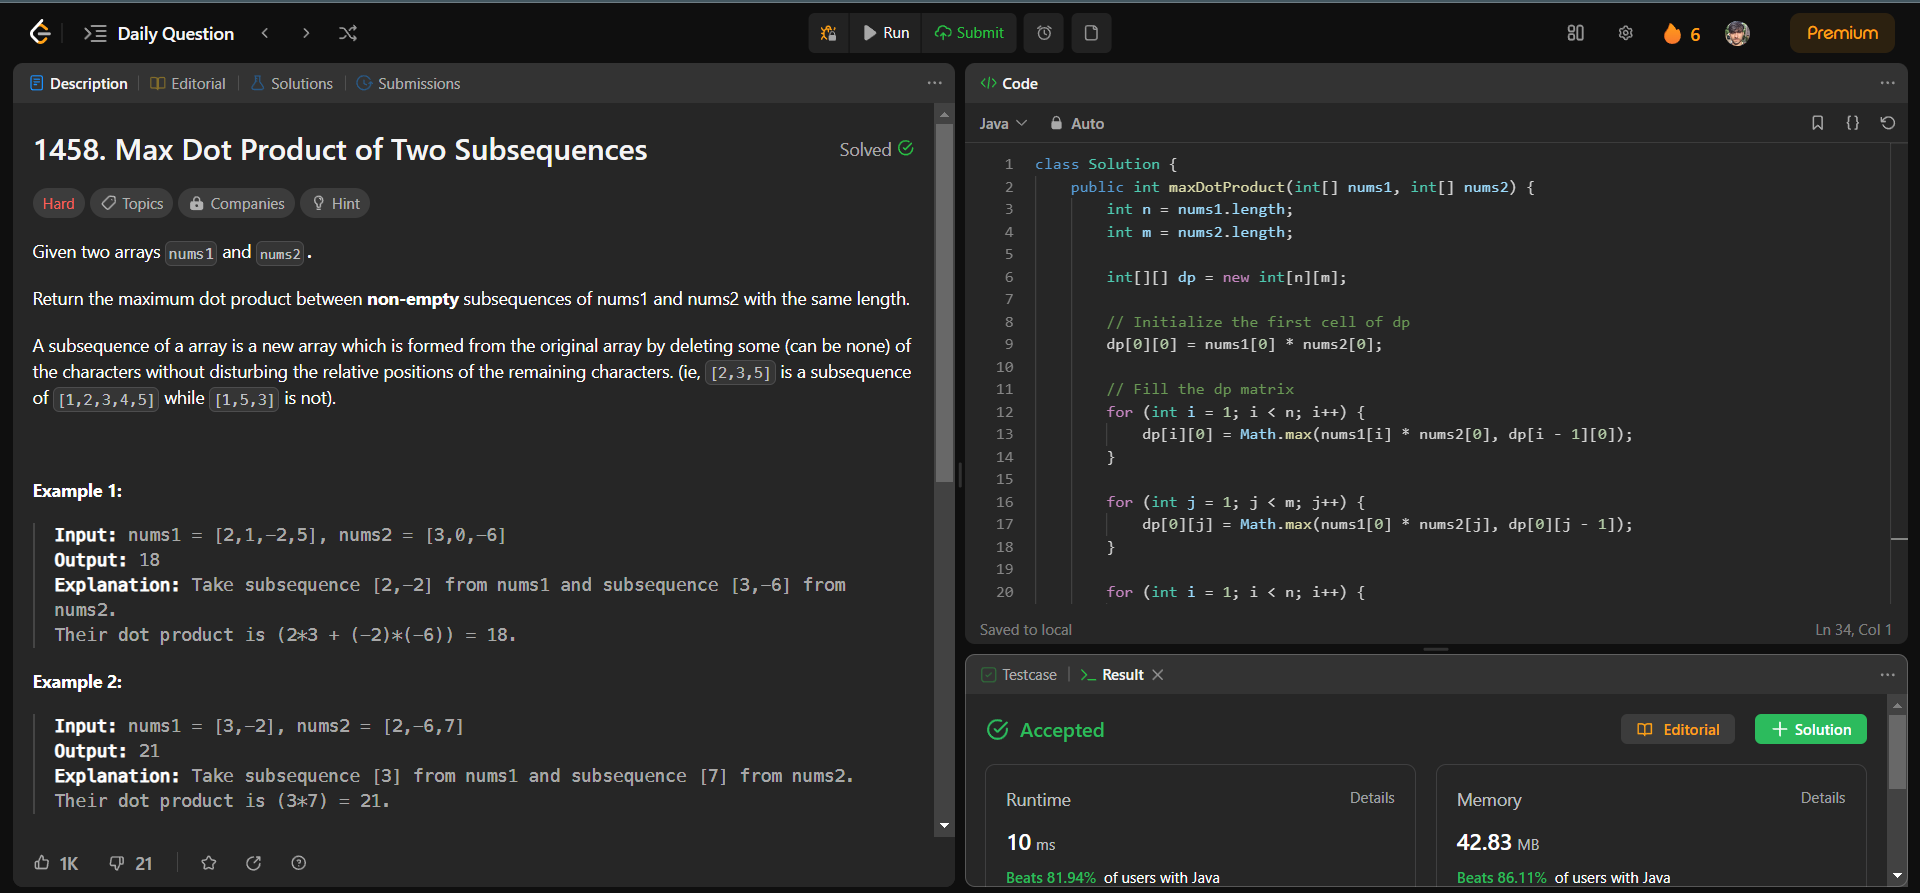 Daily Question
Run
Submit
6
Premium
Description
Editorial
Solutions
Submissions
1458. Max Dot Product of Two Subsequences
Solved
Hard
Topics
Companies
Hint
Given two arrays nums1 and nums2.
Return the maximum dot product between non-empty subsequences of nums1 and nums2 with the same length.
A subsequence of a array is a new array which is formed from the original array by deleting some (can be none) of
the characters without disturbing the relative positions of the remaining characters. (ie, [2,3,5] is a subsequence
of [1,2,3,4,5] while [1,5,3] is not).
Example 1:
Input: nums1 = [2,1,-2,5], nums2 = [3,0,-6]
Output: 18
Explanation: Take subsequence [2,-2] from nums1 and subsequence [3,-6] from
nums2.
Their dot product is (2*3 + (-2)*(-6)) = 18.
Example 2:
Input: nums1 = [3,-2], nums2 = [2,-6,7]
Output: 21
Explanation: Take subsequence [3] from nums1 and subsequence [7] from nums2.
Their dot product is (3*7) = 21.
1K
21
</> Code
Java
Auto
{}
1 class Solution {
2     public int maxDotProduct(int[] nums1, int[] nums2) {
3         int n = nums1.length;
4         int m = nums2.length;
5
6         int[][] dp = new int[n][m];
7
8         // Initialize the first cell of dp
9         dp[0][0] = nums1[0] * nums2[0];
10
11         // Fill the dp matrix
12         for (int i = 1; i < n; i++) {
13             dp[i][0] = Math.max(nums1[i] * nums2[0], dp[i - 1][0]);
14         }
15
16         for (int j = 1; j < m; j++) {
17             dp[0][j] = Math.max(nums1[0] * nums2[j], dp[0][j - 1]);
18         }
19
20         for (int i = 1; i < n; i++) {
Saved to local
Ln 34, Col 1
Testcase
Result
Accepted
Editorial
Solution
Runtime
Details
10 ms
Beats 81.94% of users with Java
Memory
Details
42.83 MB
Beats 86.11% of users with Java